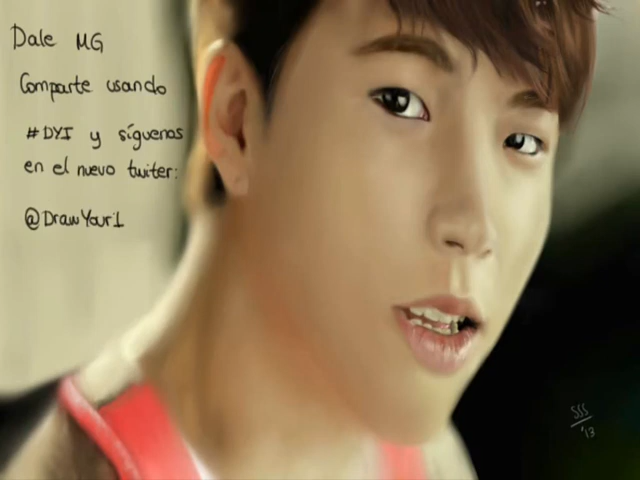 Dale MG
Comparte usando
#DYI y síguenos
en el nuevo twiter:
@DrawYour1
SSS
'13